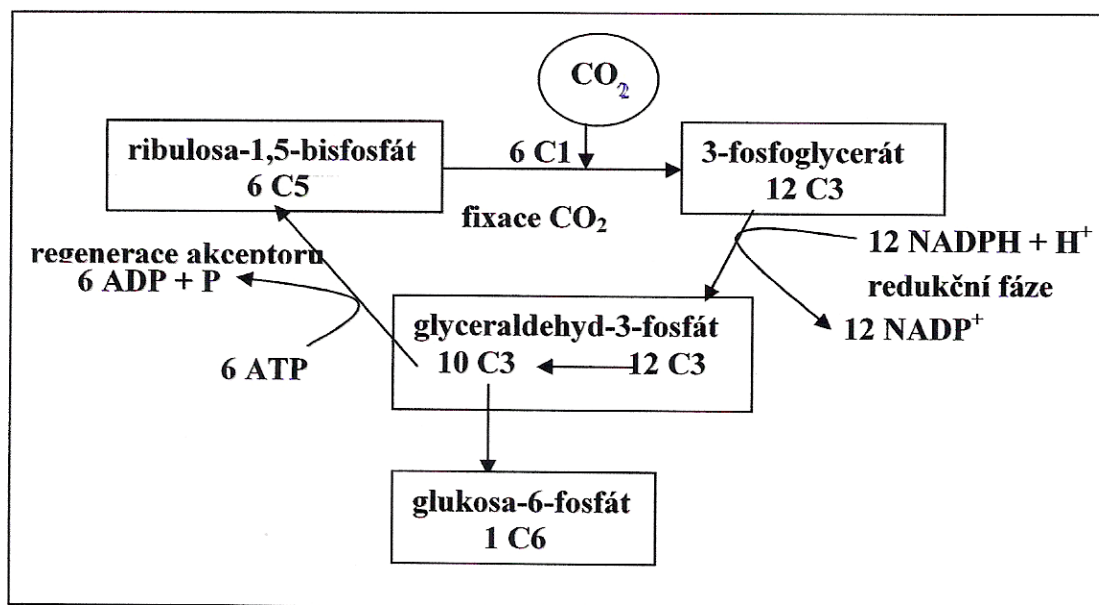 CO₂
ribulosa-1,5-bisfosfát
6 C5
6 C1
3-fosfoglycerát
12 C3
fixace CO₂
regenerace akceptoru
6 ADP + P
12 NADPH + H⁺
redukční fáze
12 NADP⁺
glyceraldehyd-3-fosfát
10 C3
12 C3
6 ATP
glukosa-6-fosfát
1 C6